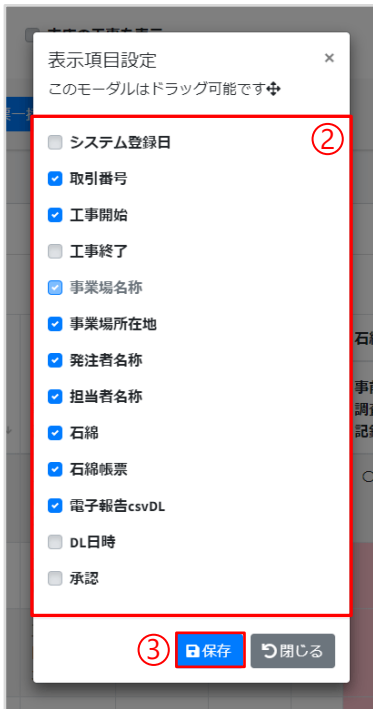 表示項目設定
×
このモーダルはドラッグ可能です
②
システム登録日
取引番号
工事開始
工事終了
事業場名称
事業場所在地
発注者名称
担当者名称
石綿
石綿帳票
電子報告csvDL
DL日時
承認
③ 保存 閉じる